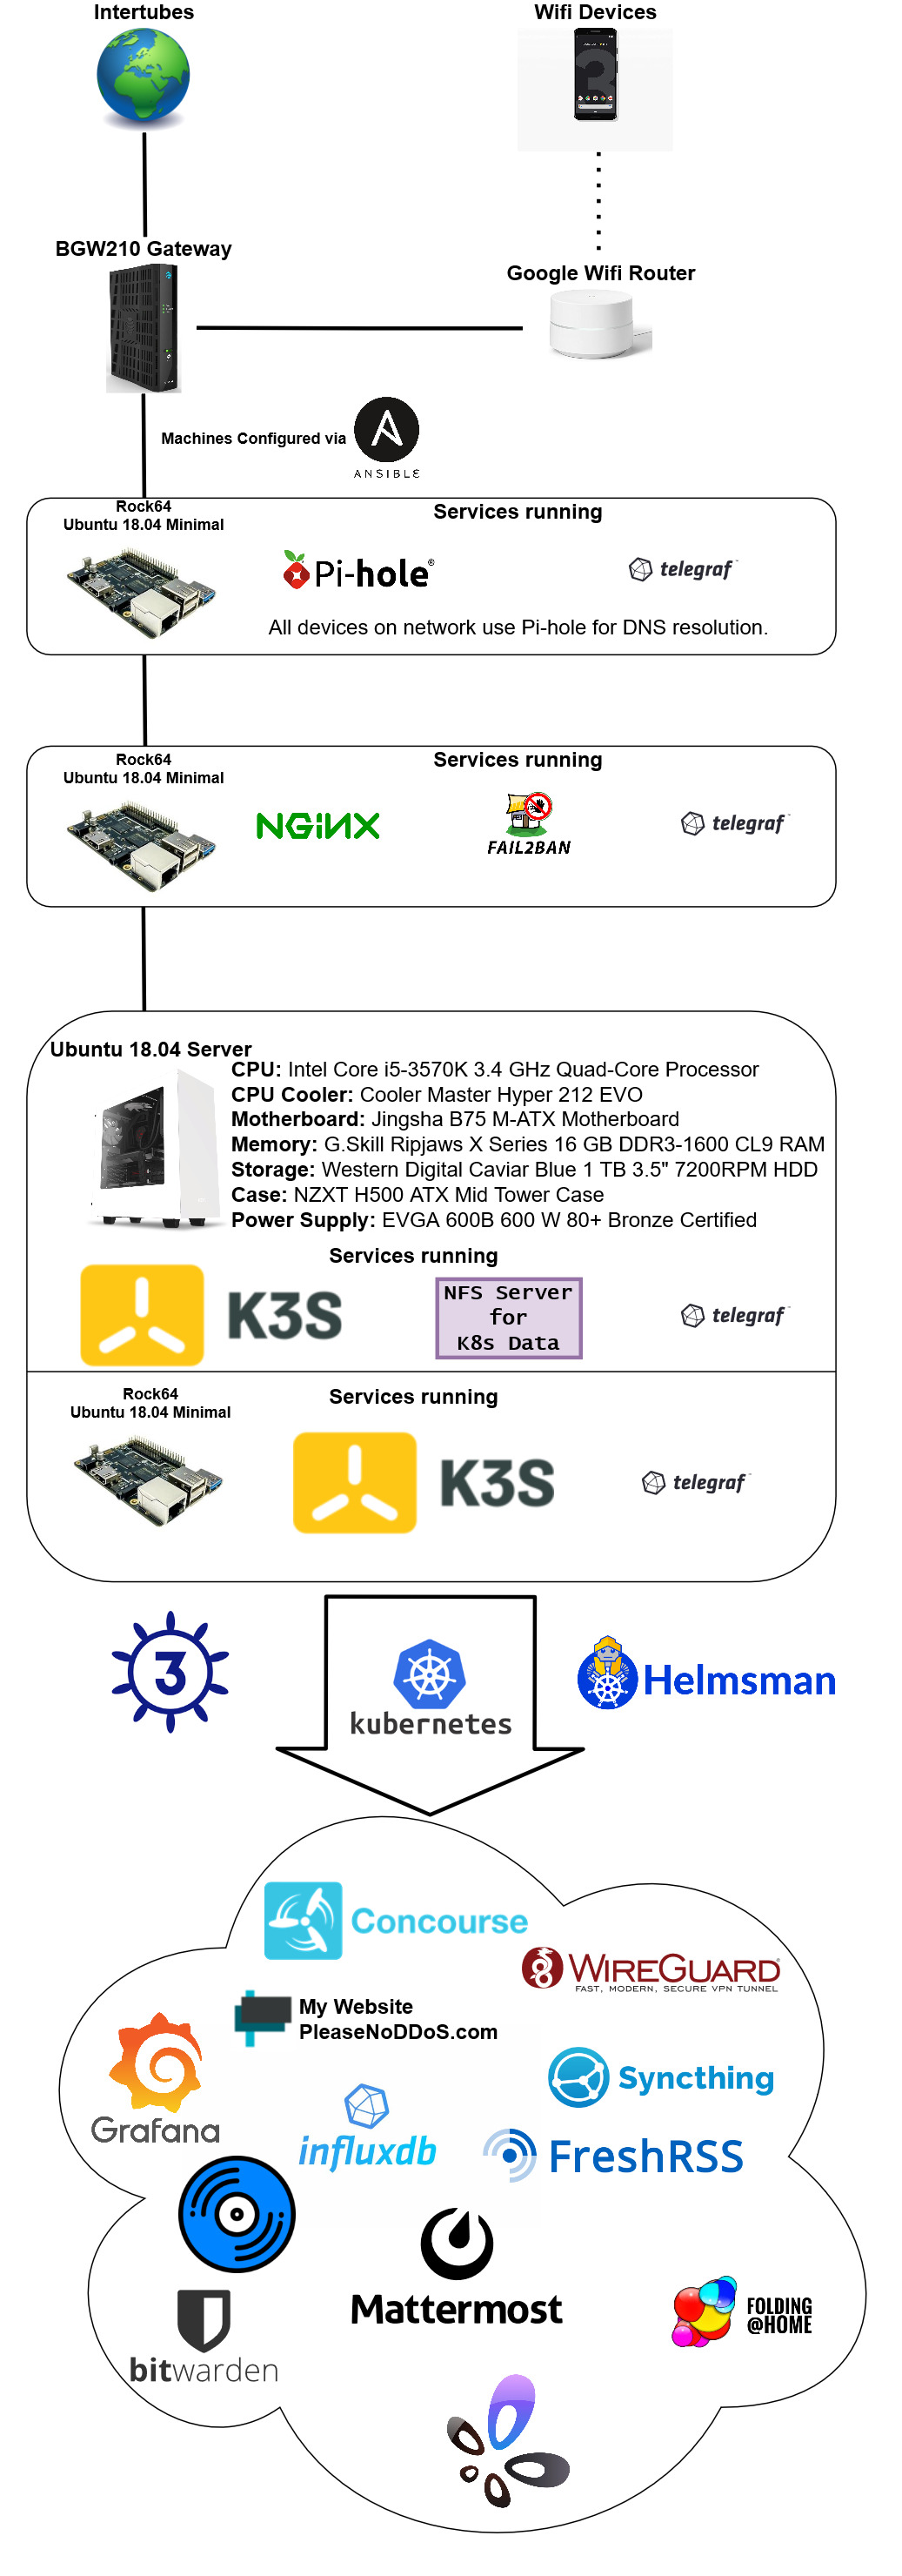 Intertubes
Wifi Devices
BGW210 Gateway
Google Wifi Router
Machines Configured via
ANSIBLE
Rock64
Ubuntu 18.04 Minimal
Services running
Pi-hole®
telegraf
All devices on network use Pi-hole for DNS resolution.
Rock64
Ubuntu 18.04 Minimal
Services running
NGINX
FAIL2BAN
telegraf
Ubuntu 18.04 Server
CPU: Intel Core i5-3570K 3.4 GHz Quad-Core Processor
CPU Cooler: Cooler Master Hyper 212 EVO
Motherboard: Jingsha B75 M-ATX Motherboard
Memory: G.Skill Ripjaws X Series 16 GB DDR3-1600 CL9 RAM
Storage: Western Digital Caviar Blue 1 TB 3.5" 7200RPM HDD
Case: NZXT H500 ATX Mid Tower Case
Power Supply: EVGA 600B 600 W 80+ Bronze Certified
Services running
K3S
NFS Server
for
K8s Data
telegraf
Rock64
Ubuntu 18.04 Minimal
Services running
K3S
telegraf
3
kubernetes
Helmsman
Concourse
WIREGUARD
FAST, MODERN, SECURE VPN TUNNEL
My Website
PleaseNoDDoS.com
Grafana
Syncthing
influxdb
FreshRSS
Mattermost
FOLDING
@HOME
bitwarden